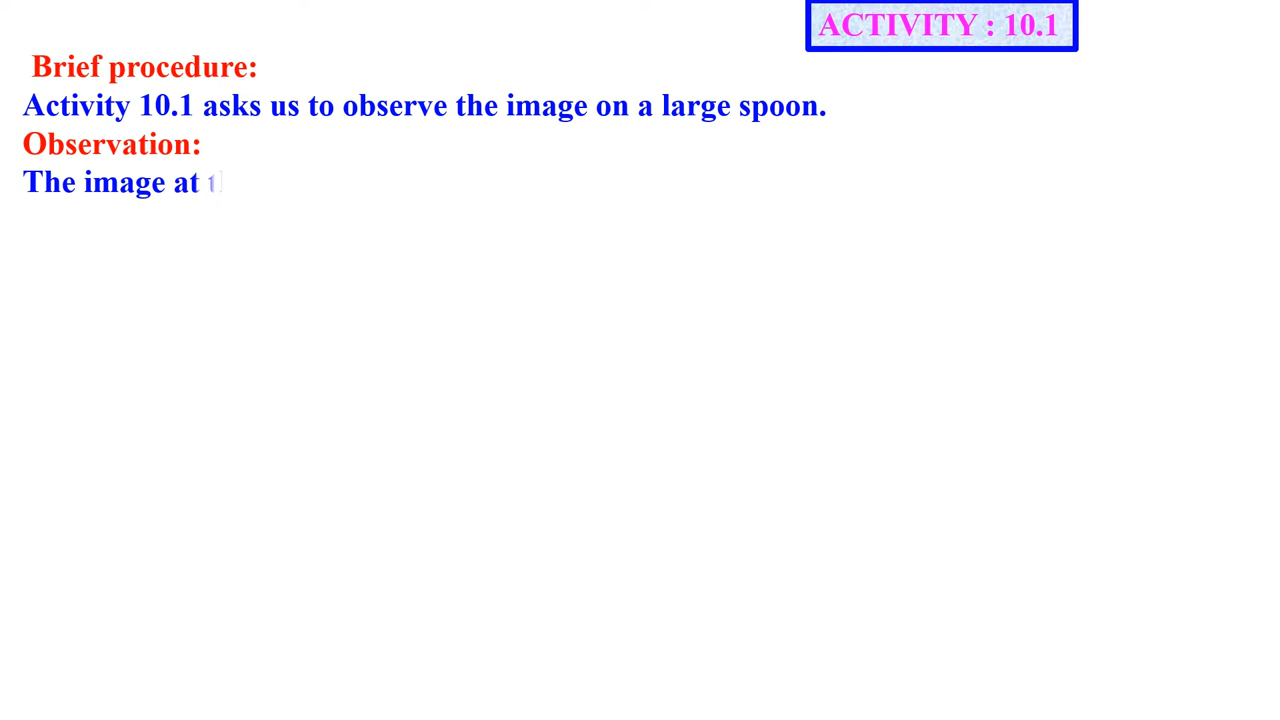 ACTIVITY : 10.1
Brief procedure:
Activity 10.1 asks us to observe the image on a large spoon.
Observation:
The image at